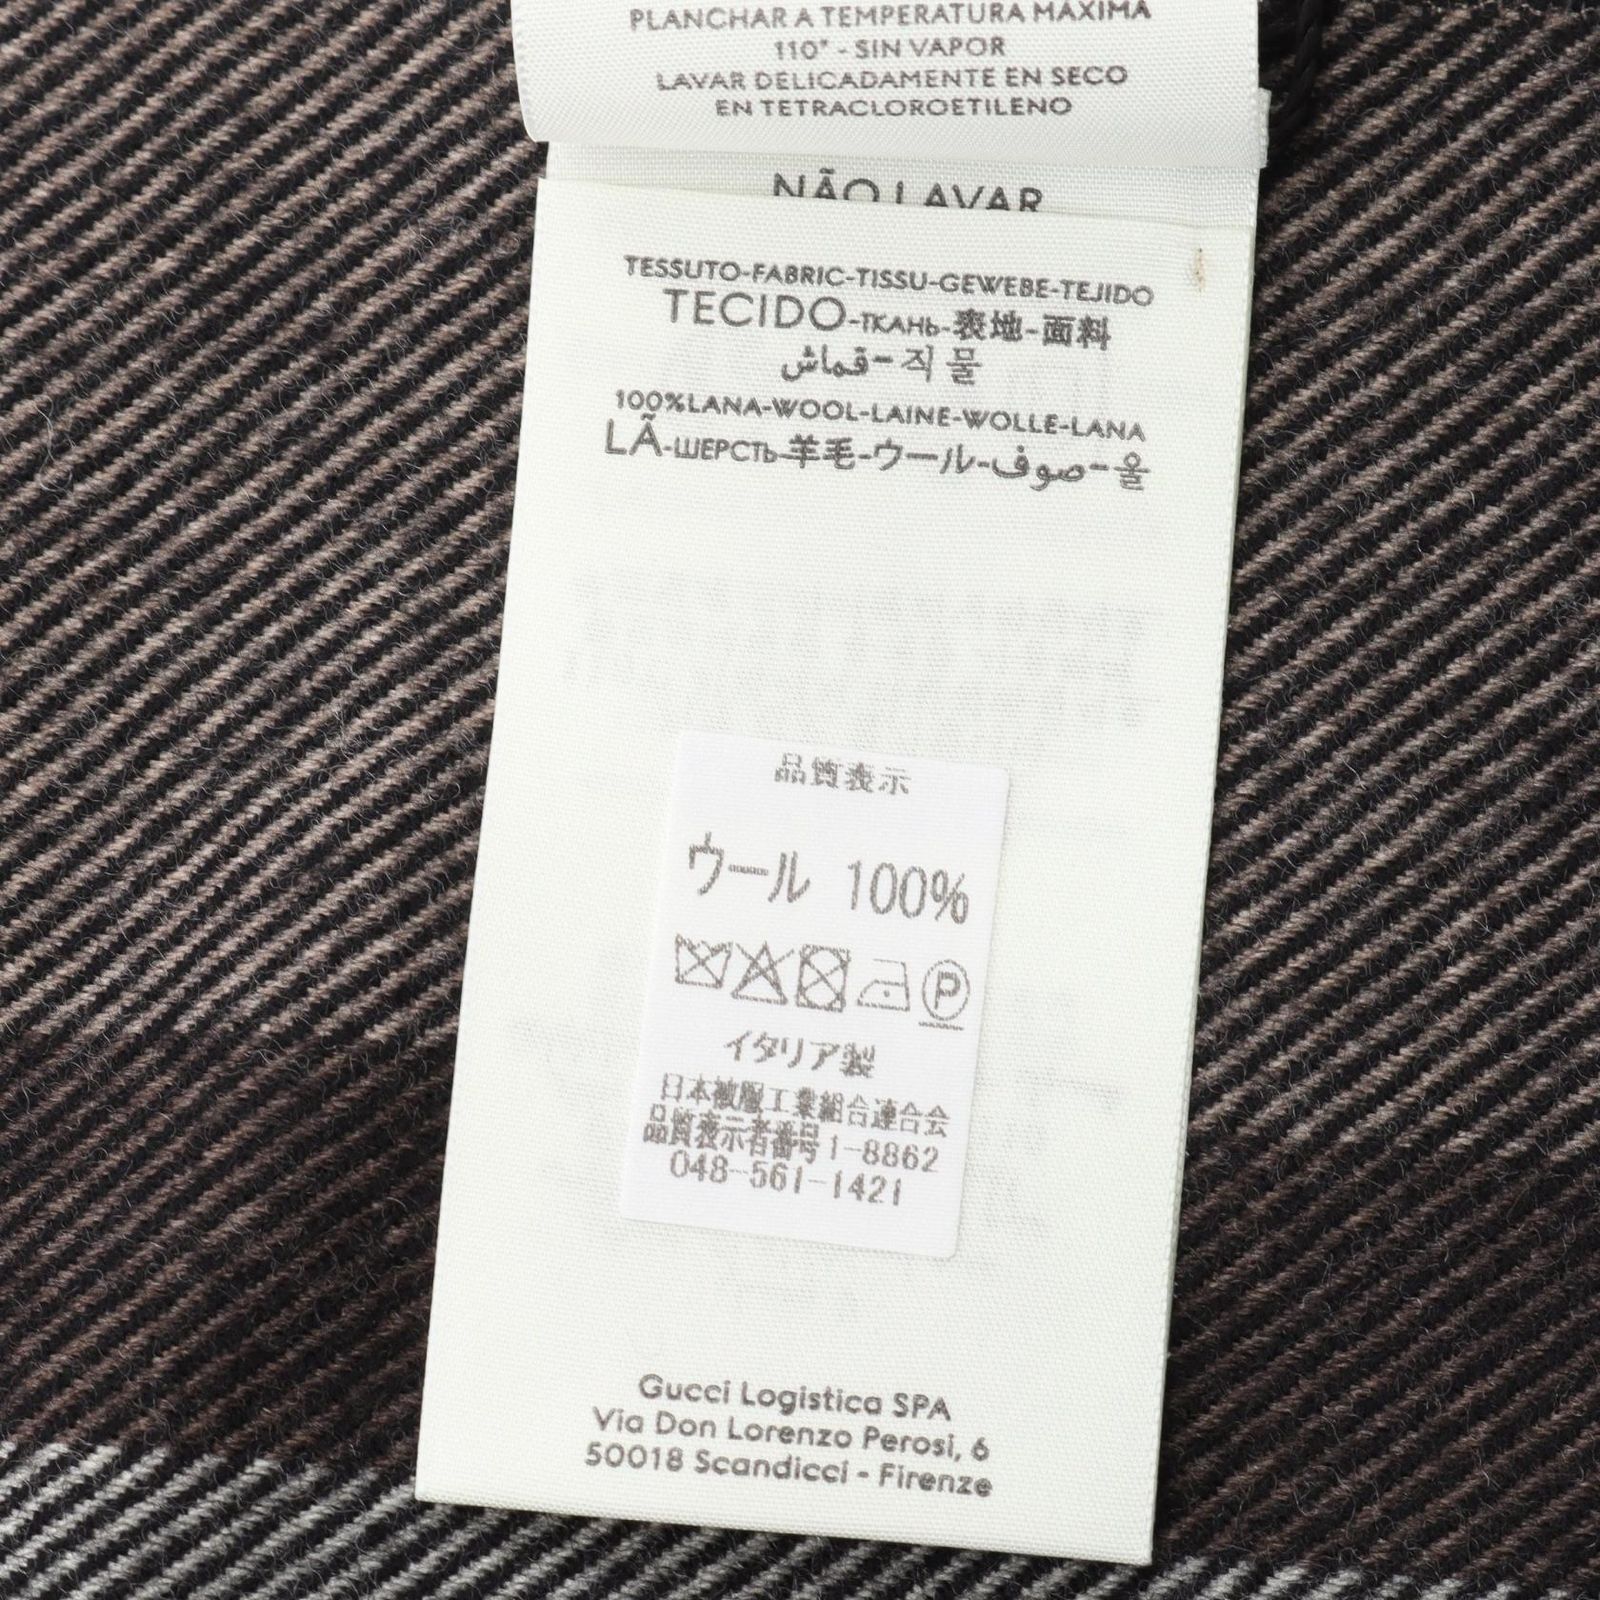 PLANCHAR A TEMPERATURA MAXIMA
110° - SIN VAPOR
LAVAR DELICADAMENTE EN SECO
EN TETRACLOROETILENO
NÃO LAVAR
TESSUTO-FABRIC-TISSU-GEWEBE-TEJIDO
TECIDO-ТКАНЬ-表地-面料
قماش-직물
100%LANA-WOOL-LAINE-WOLLE-LANA
LÃ-ШЕРСТЬ-羊毛-ウール-صوف-울
品質表示
ウール 100%
P
イタリア製
日本被服工業組合連合会
品質表示者番号1-8862
048-561-1421
Gucci Logistica SPA
Via Don Lorenzo Perosi, 6
50018 Scandicci - Firenze